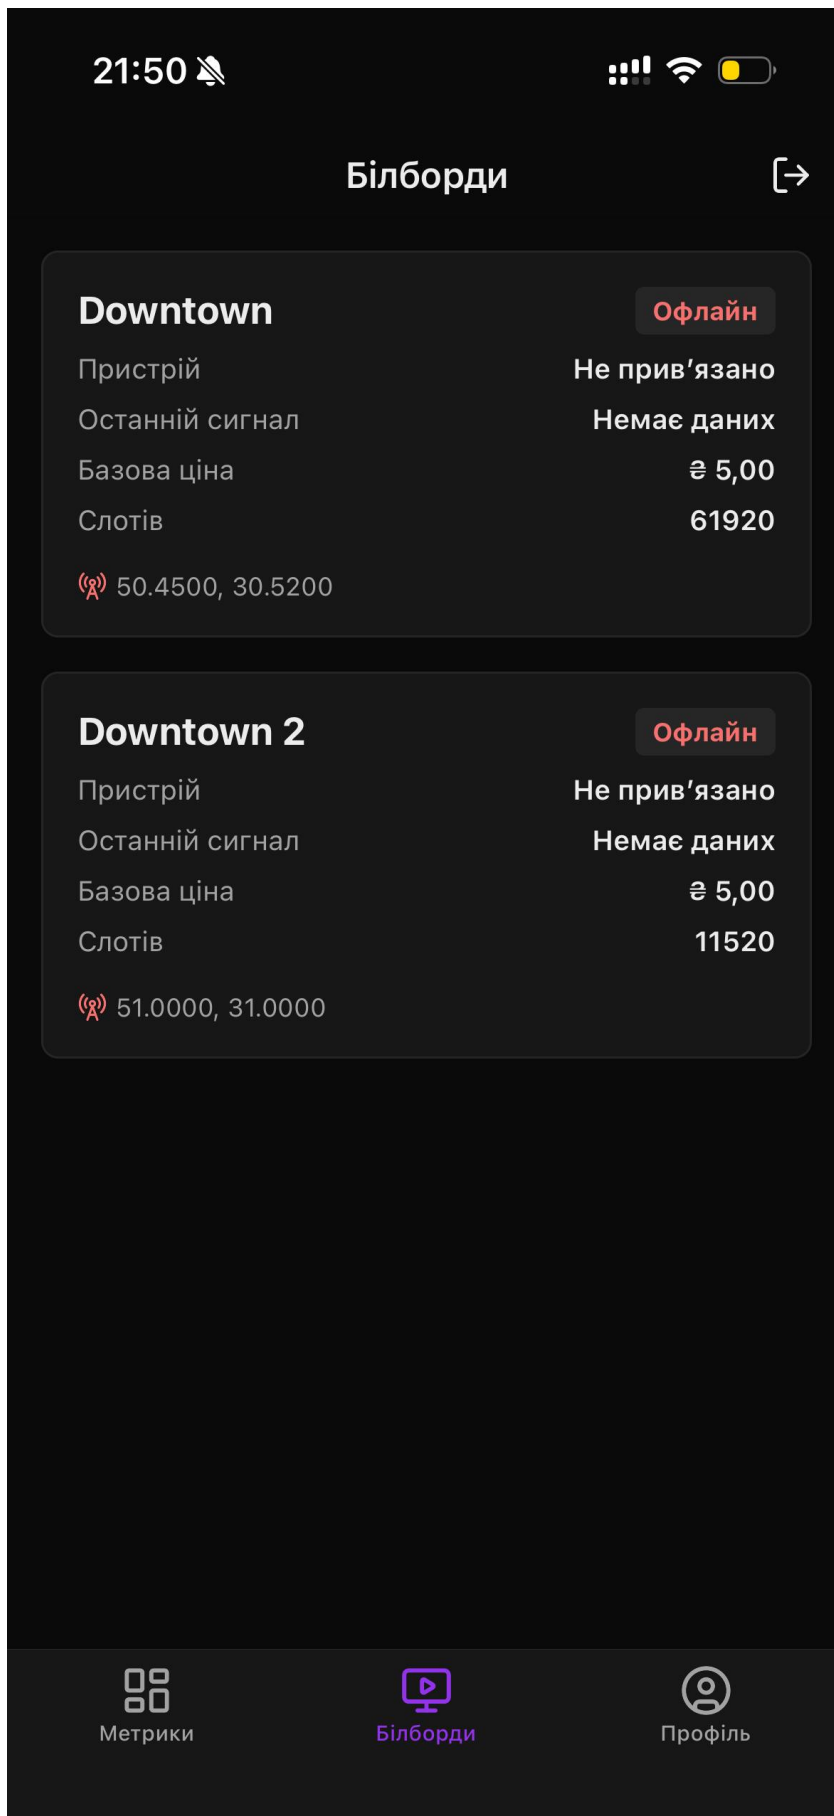 21:50
Білборди
Downtown Офлайн
Пристрій Не прив’язано
Останній сигнал Немає даних
Базова ціна ₴ 5,00
Слотів 61920
50.4500, 30.5200
Downtown 2 Офлайн
Пристрій Не прив’язано
Останній сигнал Немає даних
Базова ціна ₴ 5,00
Слотів 11520
51.0000, 31.0000
Метрики Білборди Профіль